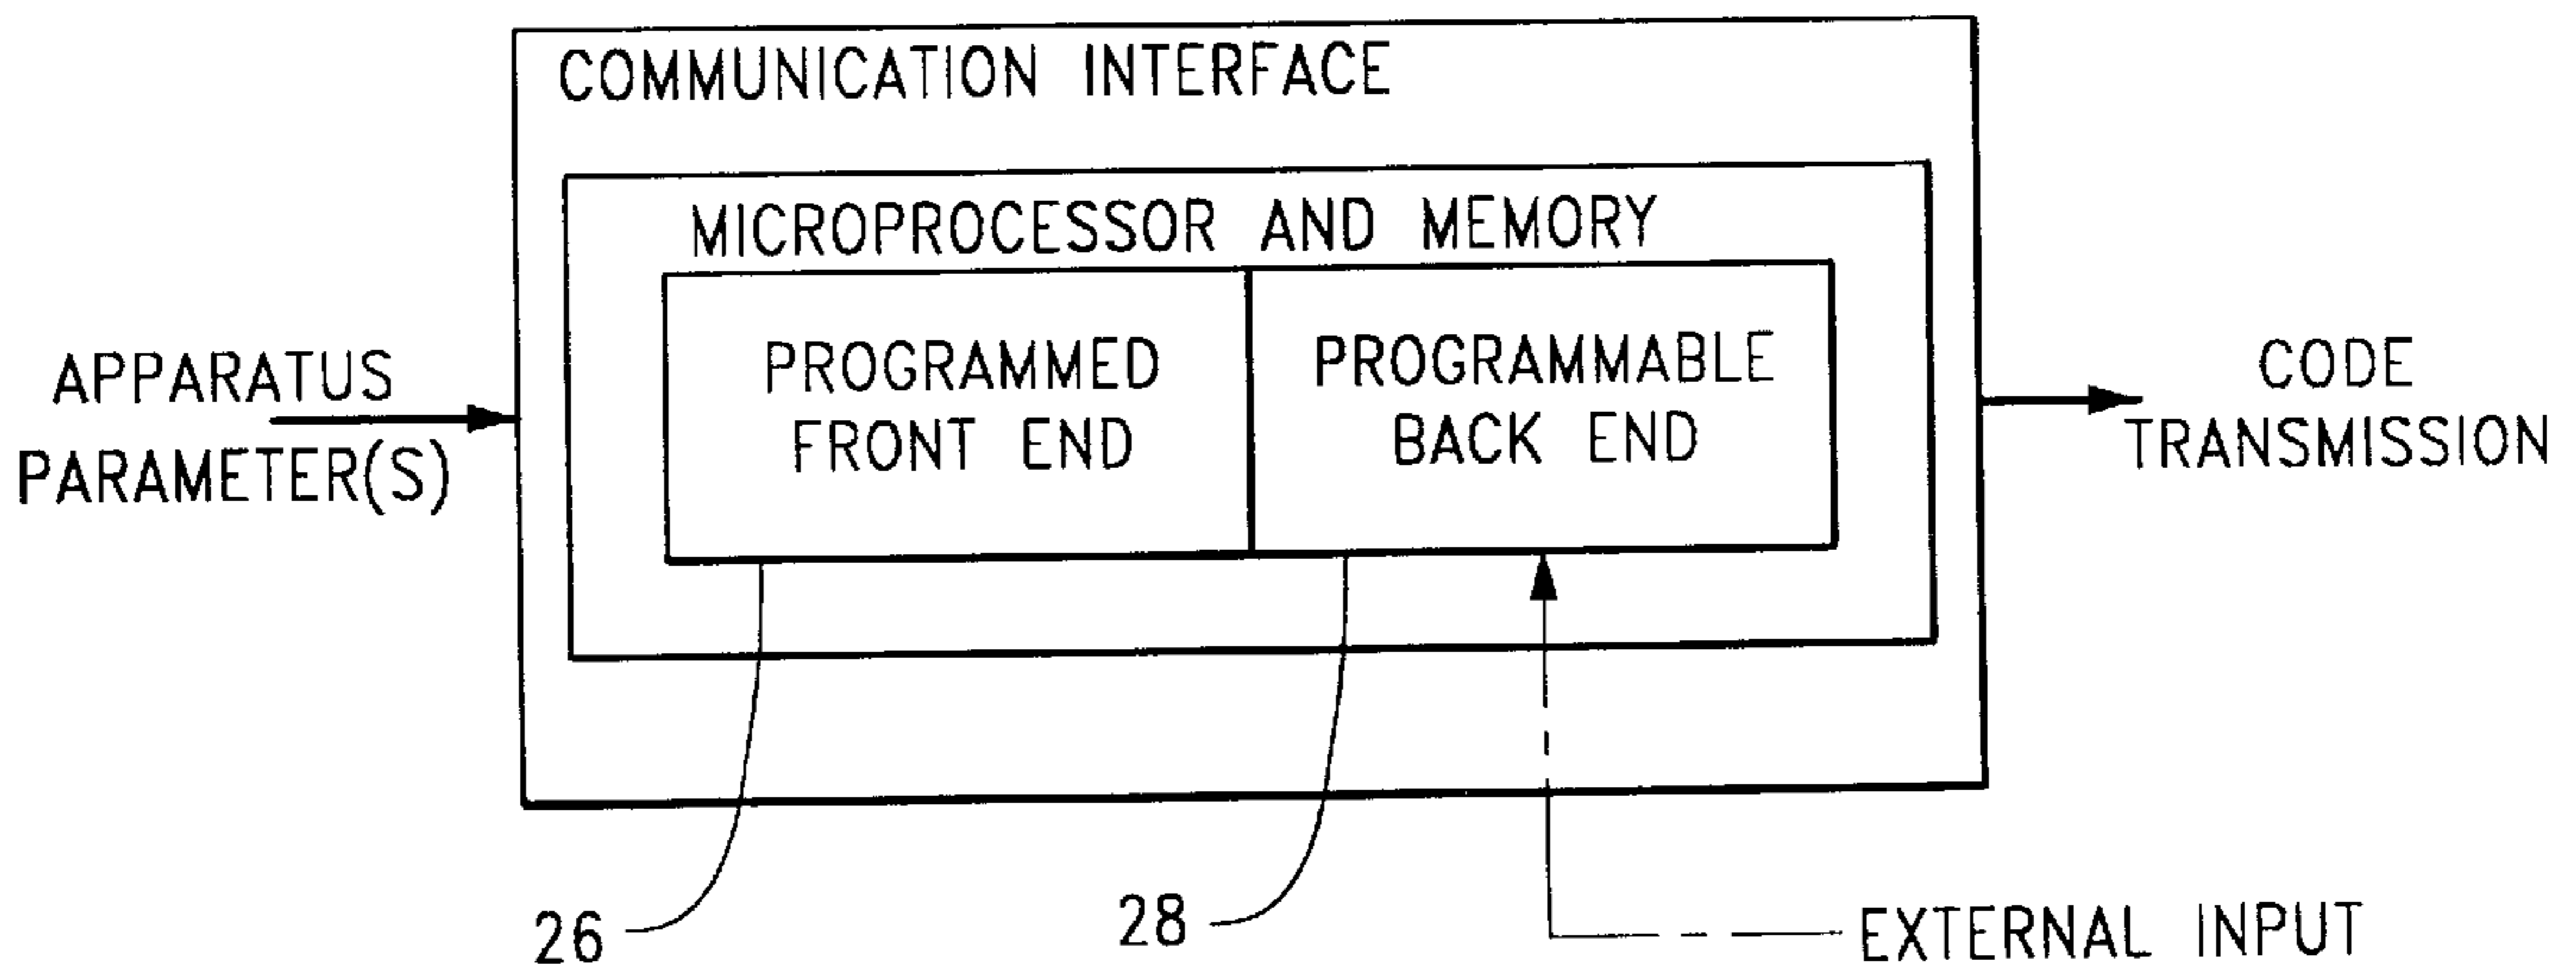 COMMUNICATION INTERFACE
MICROPROCESSOR AND MEMORY
APPARATUS
PARAMETER(S)
PROGRAMMED
FRONT END
PROGRAMMABLE
BACK END
CODE
TRANSMISSION
26
28
EXTERNAL INPUT